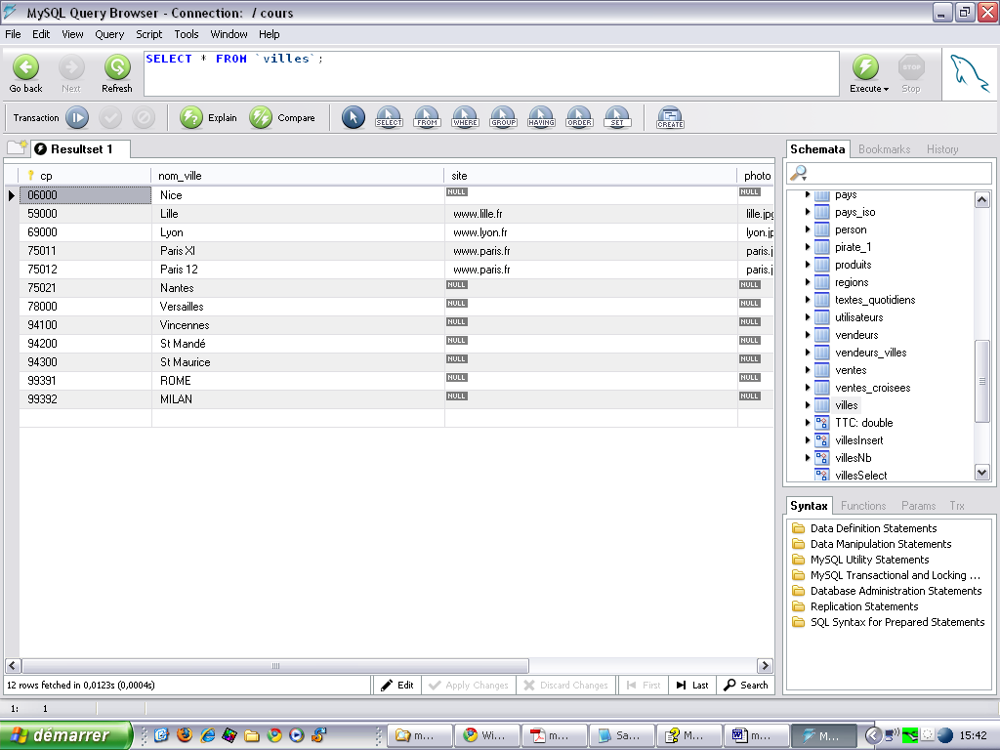 MySQL Query Browser - Connection:   / cours
File Edit View Query Script Tools Window Help
SELECT * FROM `villes`;
Go back Next Refresh Execute STOP Stop
Transaction Explain Compare SELECT FROM WHERE GROUP HAVING ORDER SET CREATE
Resultset 1
cp nom_ville site photo
06000 Nice NULL NULL
59000 Lille www.lille.fr lille.jpg
69000 Lyon www.lyon.fr lyon.jp
75011 Paris XI www.paris.fr paris.j
75012 Paris 12 www.paris.fr paris.j
75021 Nantes NULL NULL
78000 Versailles NULL NULL
94100 Vincennes NULL NULL
94200 St Mandé NULL NULL
94300 St Maurice NULL NULL
99391 ROME NULL NULL
99392 MILAN NULL NULL
Schemata Bookmarks History
pays
pays_iso
person
pirate_1
produits
regions
textes_quotidiens
utilisateurs
vendeurs
vendeurs_villes
ventes
ventes_croisees
villes
TTC: double
villesInsert
villesNb
villesSelect
Syntax Functions Params Trx
Data Definition Statements
Data Manipulation Statements
MySQL Utility Statements
MySQL Transactional and Locking ...
Database Administration Statements
Replication Statements
SQL Syntax for Prepared Statements
12 rows fetched in 0,0123s (0,0004s) Edit Apply Changes Discard Changes First Last Search
1: 1
démarrer m... Wi... m... Sa... M... m... M... 15:42